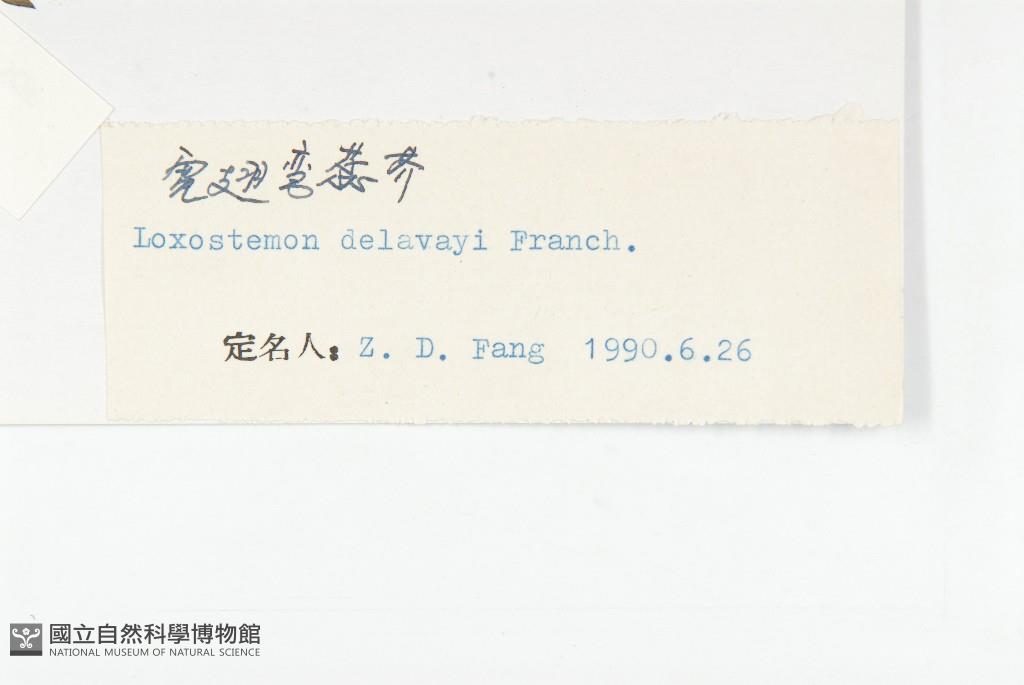 宽翅弯蕊芥
Loxostemon delavayi Franch.
定名人: Z. D. Fang 1990.6.26
國立自然科學博物館
NATIONAL MUSEUM OF NATURAL SCIENCE